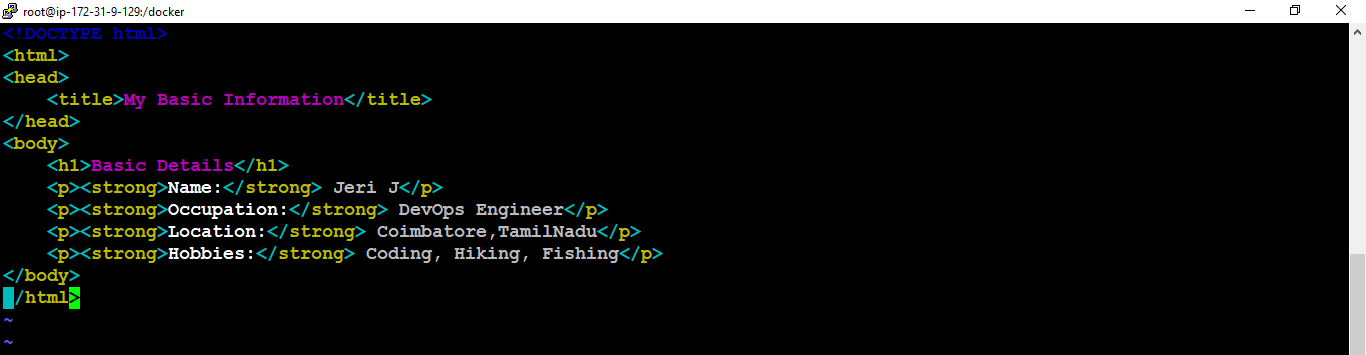 root@ip-172-31-9-129:/docker
<!DOCTYPE html>
<html>
<head>
    <title>My Basic Information</title>
</head>
<body>
    <h1>Basic Details</h1>
    <p><strong>Name:</strong> Jeri J</p>
    <p><strong>Occupation:</strong> DevOps Engineer</p>
    <p><strong>Location:</strong> Coimbatore,TamilNadu</p>
    <p><strong>Hobbies:</strong> Coding, Hiking, Fishing</p>
</body>
/html>
~
~